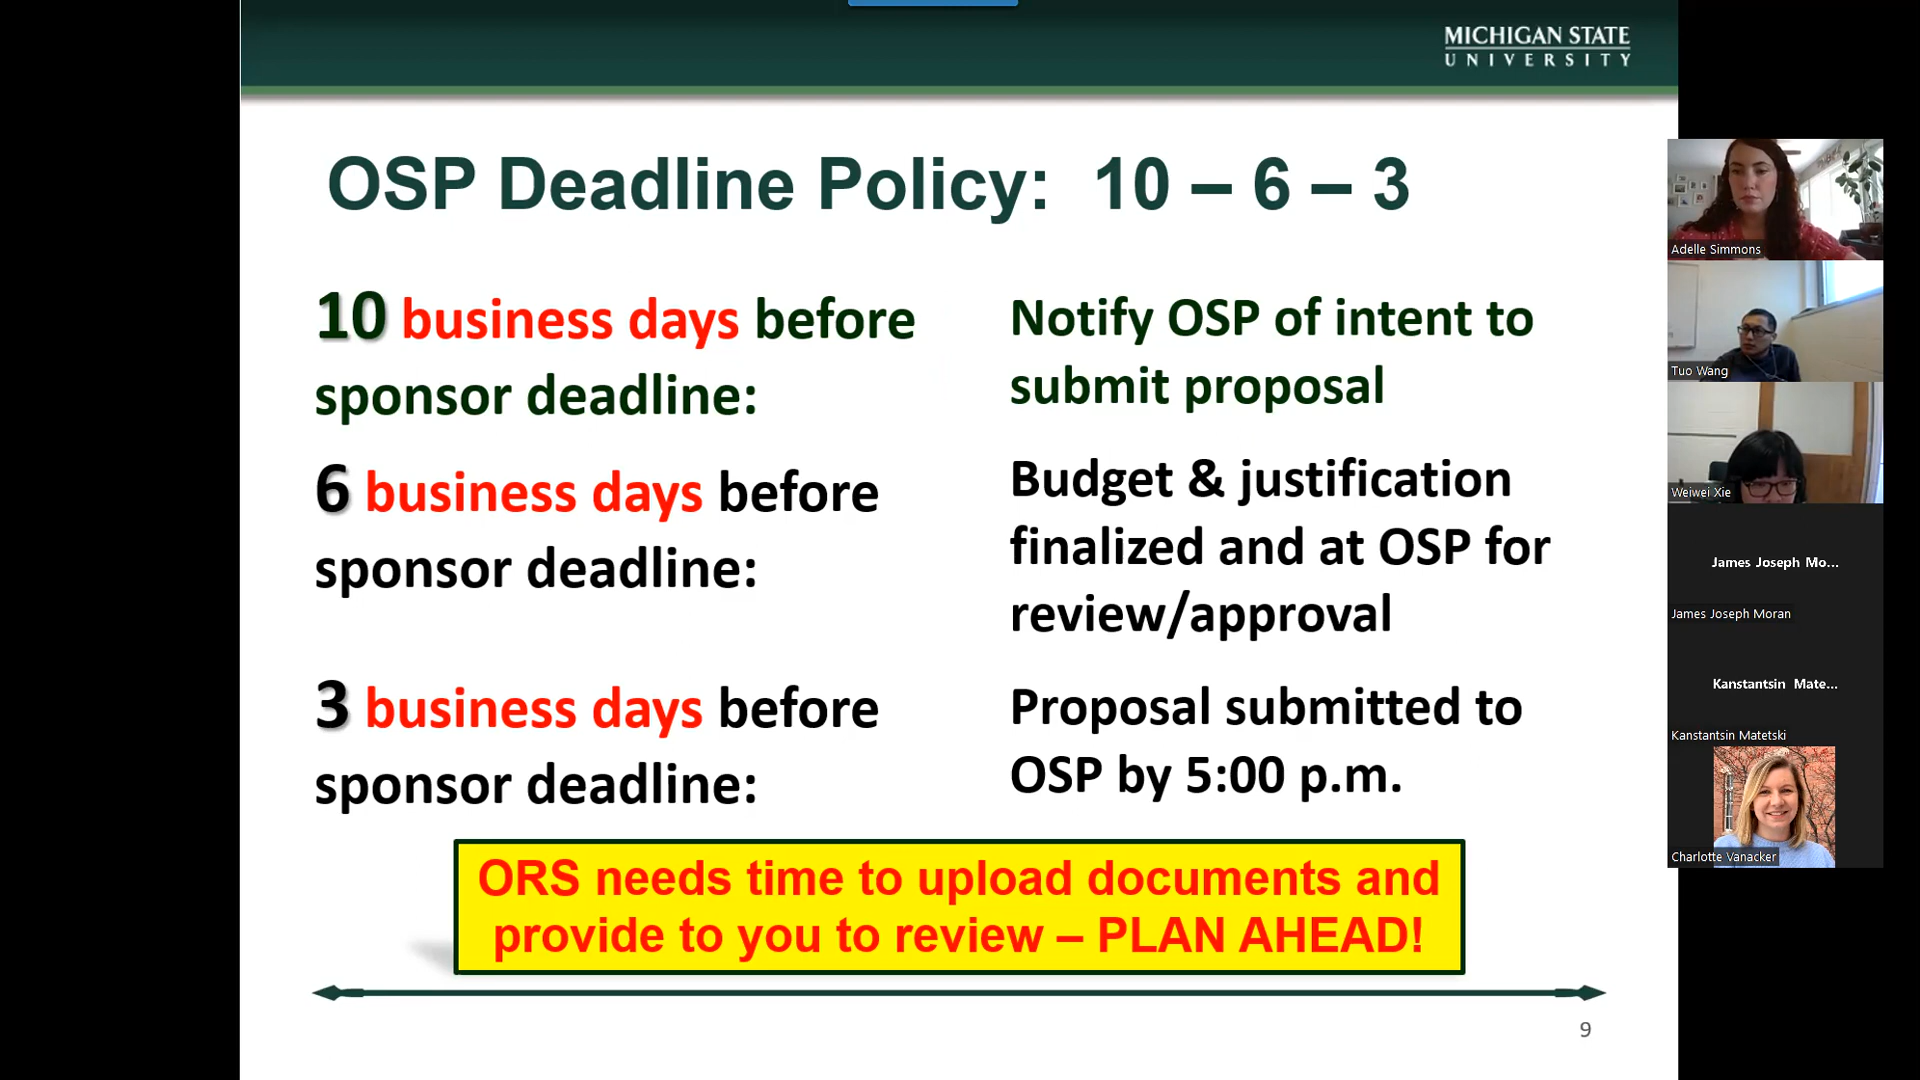 MICHIGAN STATE
UNIVERSITY
OSP Deadline Policy: 10 – 6 – 3
10 business days before
sponsor deadline:
Notify OSP of intent to
submit proposal
6 business days before
sponsor deadline:
Budget & justification
finalized and at OSP for
review/approval
3 business days before
sponsor deadline:
Proposal submitted to
OSP by 5:00 p.m.
ORS needs time to upload documents and
provide to you to review – PLAN AHEAD!
9
Adelle Simmons
Tuo Wang
Weiwei Xie
James Joseph Mo...
James Joseph Moran
Kanstantsin Mate...
Kanstantsin Matetski
Charlotte Vanacker